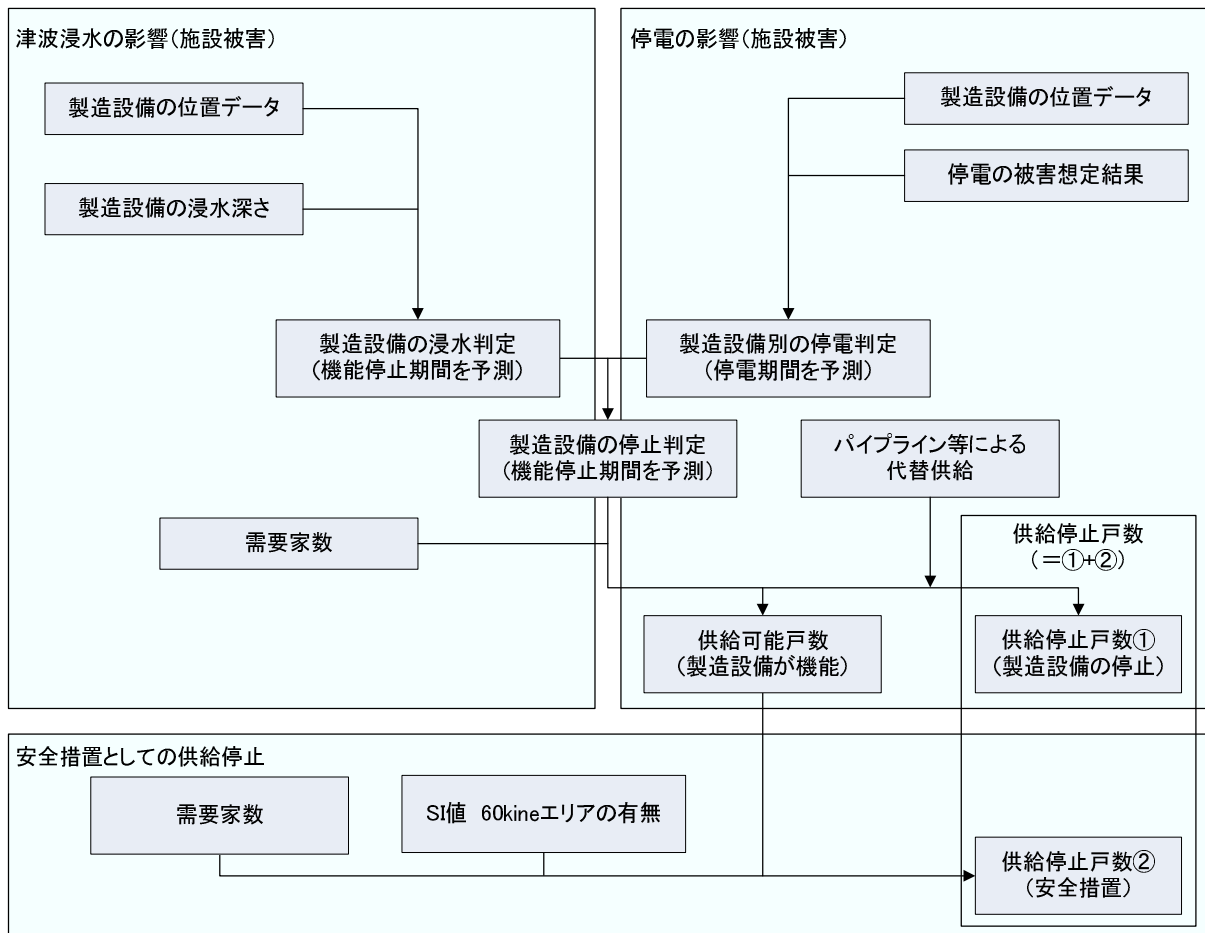 津波浸水の影響(施設被害)
製造設備の位置データ
製造設備の浸水深さ
製造設備の浸水判定
(機能停止期間を予測)
停電の影響(施設被害)
製造設備の位置データ
停電の被害想定結果
製造設備別の停電判定
(停電期間を予測)
製造設備の停止判定
(機能停止期間を予測)
パイプライン等による
代替供給
需要家数
供給停止戸数
(=①+②)
供給可能戸数
(製造設備が機能)
供給停止戸数①
(製造設備の停止)
安全措置としての供給停止
需要家数
SI値 60kineエリアの有無
供給停止戸数②
(安全措置)